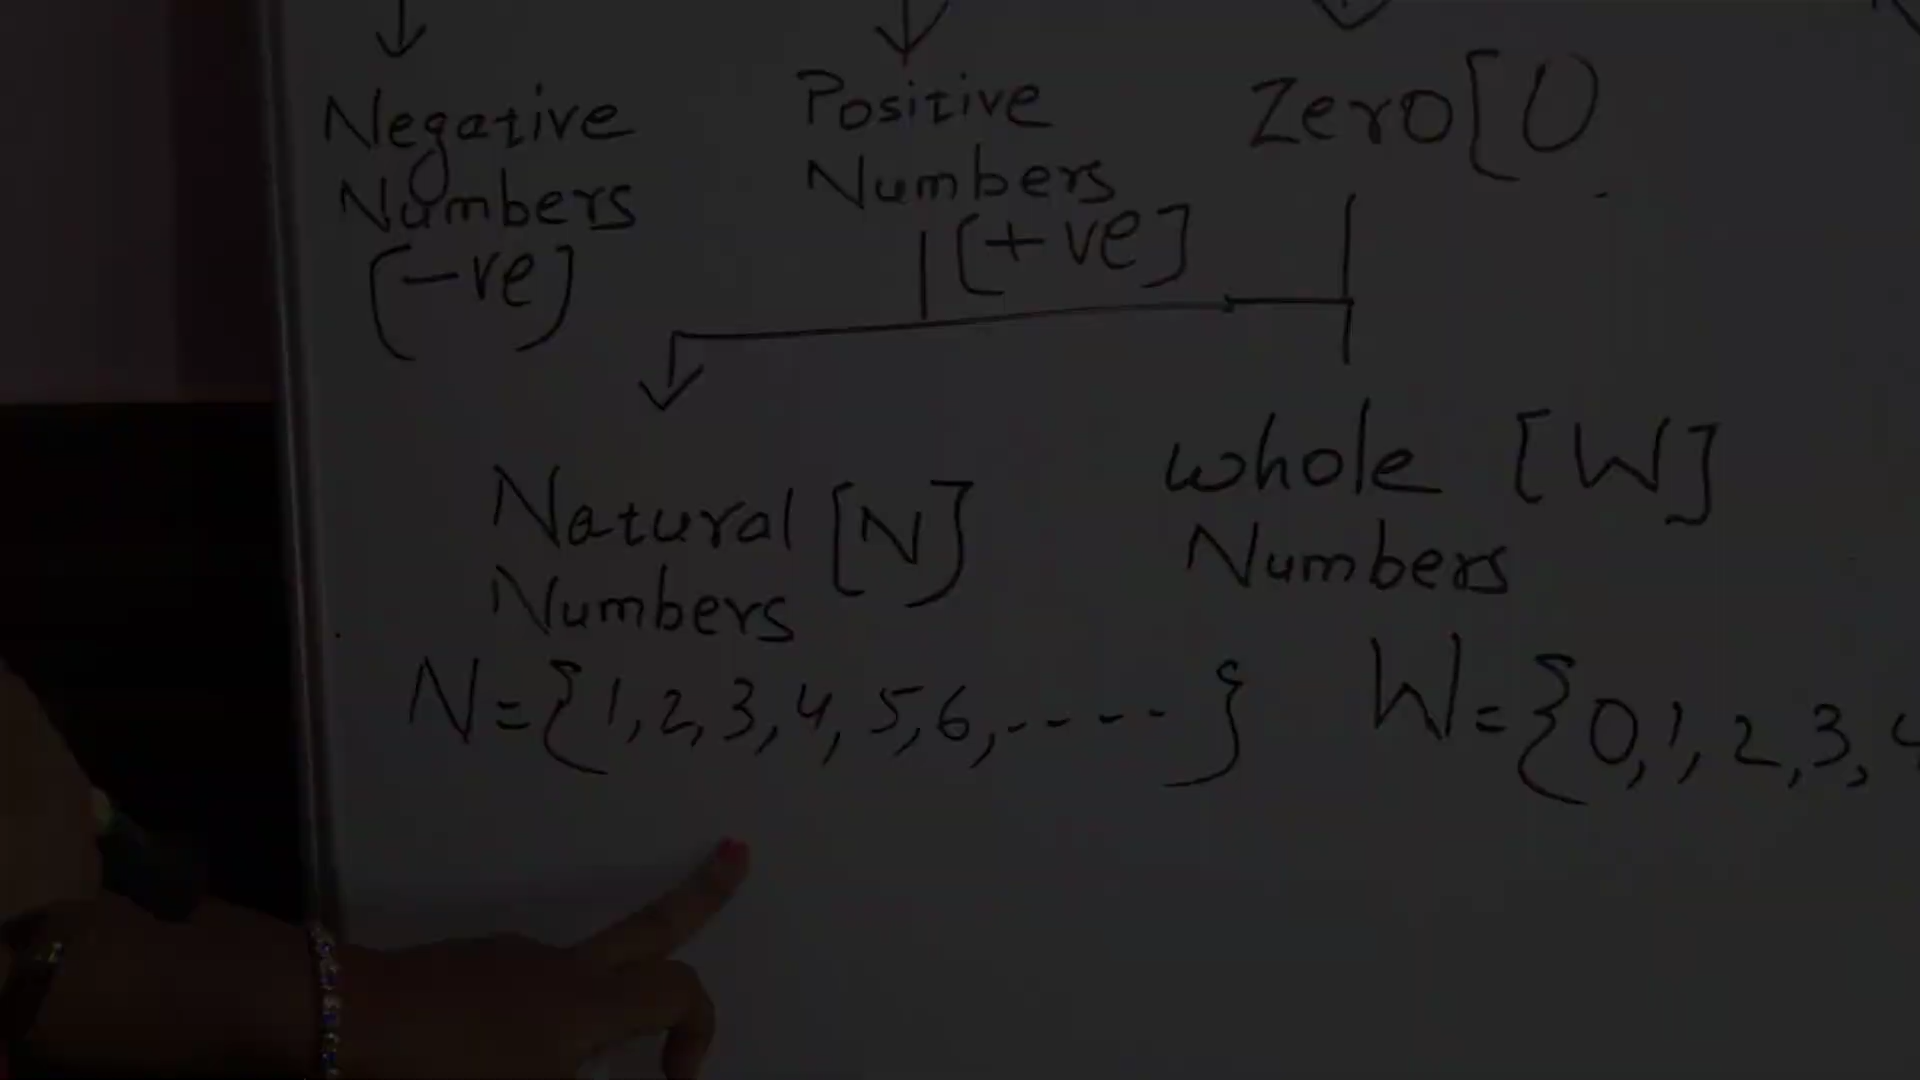 Negative
Numbers
(-ve)
Positive
Numbers
[+ve]
Zero [0
Natural [N]
Numbers
N={1,2,3,4,5,6,-----}
whole [W]
Numbers
W={0,1,2,3,4